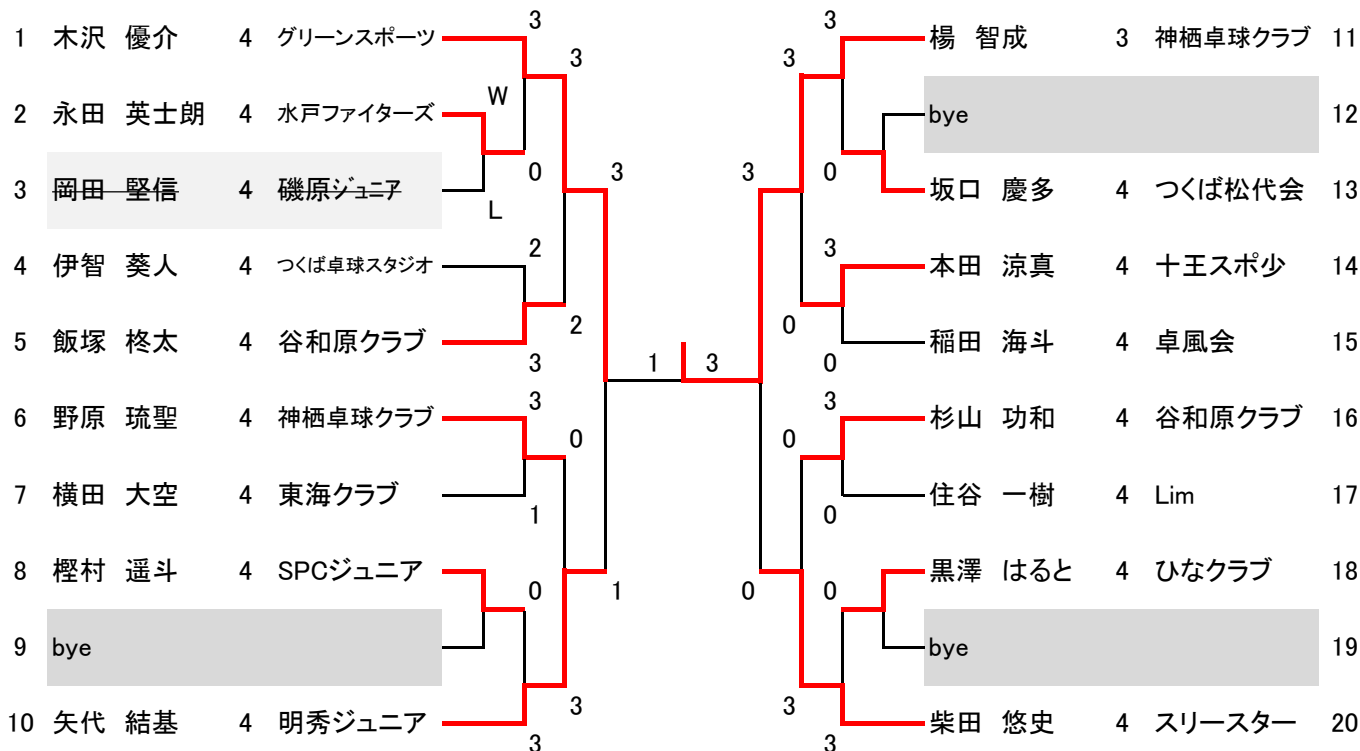 1 木沢 優介 4 グリーンスポーツ 3 3 楊 智成 3 神栖卓球クラブ 11
3 3
2 永田 英士朗 4 水戸ファイターズ W bye 12
0 3 3 0
3 岡田 堅信 4 磯原ジュニア L 坂口 慶多 4 つくば松代会 13
2 3
4 伊智 葵人 4 つくば卓球スタジオ 本田 涼真 4 十王スポ少 14
2 0
5 飯塚 柊太 4 谷和原クラブ 稲田 海斗 4 卓風会 15
3 1 3 0
3 3
6 野原 琉聖 4 神栖卓球クラブ 杉山 功和 4 谷和原クラブ 16
0 0
7 横田 大空 4 東海クラブ 住谷 一樹 4 Lim 17
1 0
8 樫村 遥斗 4 SPCジュニア 黒澤 はると 4 ひなクラブ 18
0 1 0 0
9 bye bye 19
3 3
10 矢代 結基 4 明秀ジュニア 柴田 悠史 4 スリースター 20
3 3